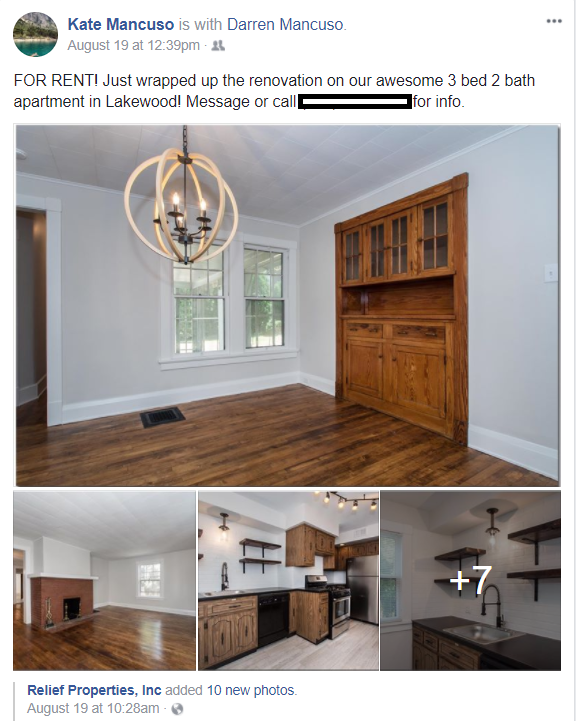 Kate Mancuso is with Darren Mancuso.
August 19 at 12:39pm ·
FOR RENT! Just wrapped up the renovation on our awesome 3 bed 2 bath
apartment in Lakewood! Message or call for info.
+7
Relief Properties, Inc added 10 new photos.
August 19 at 10:28am ·